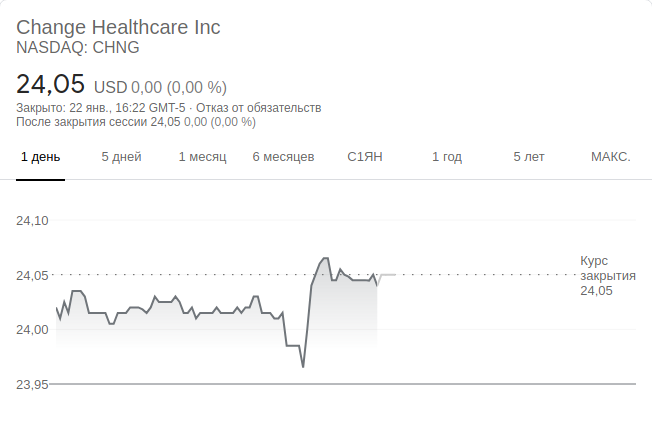 Change Healthcare Inc
NASDAQ: CHNG
24,05 USD 0,00 (0,00 %)
Закрыто: 22 янв., 16:22 GMT-5 · Отказ от обязательств
После закрытия сессии 24,05 0,00 (0,00 %)
1 день 5 дней 1 месяц 6 месяцев С1ЯН 1 год 5 лет МАКС.
24,10
Курс
24,05 закрытия
24,05
24,00
23,95